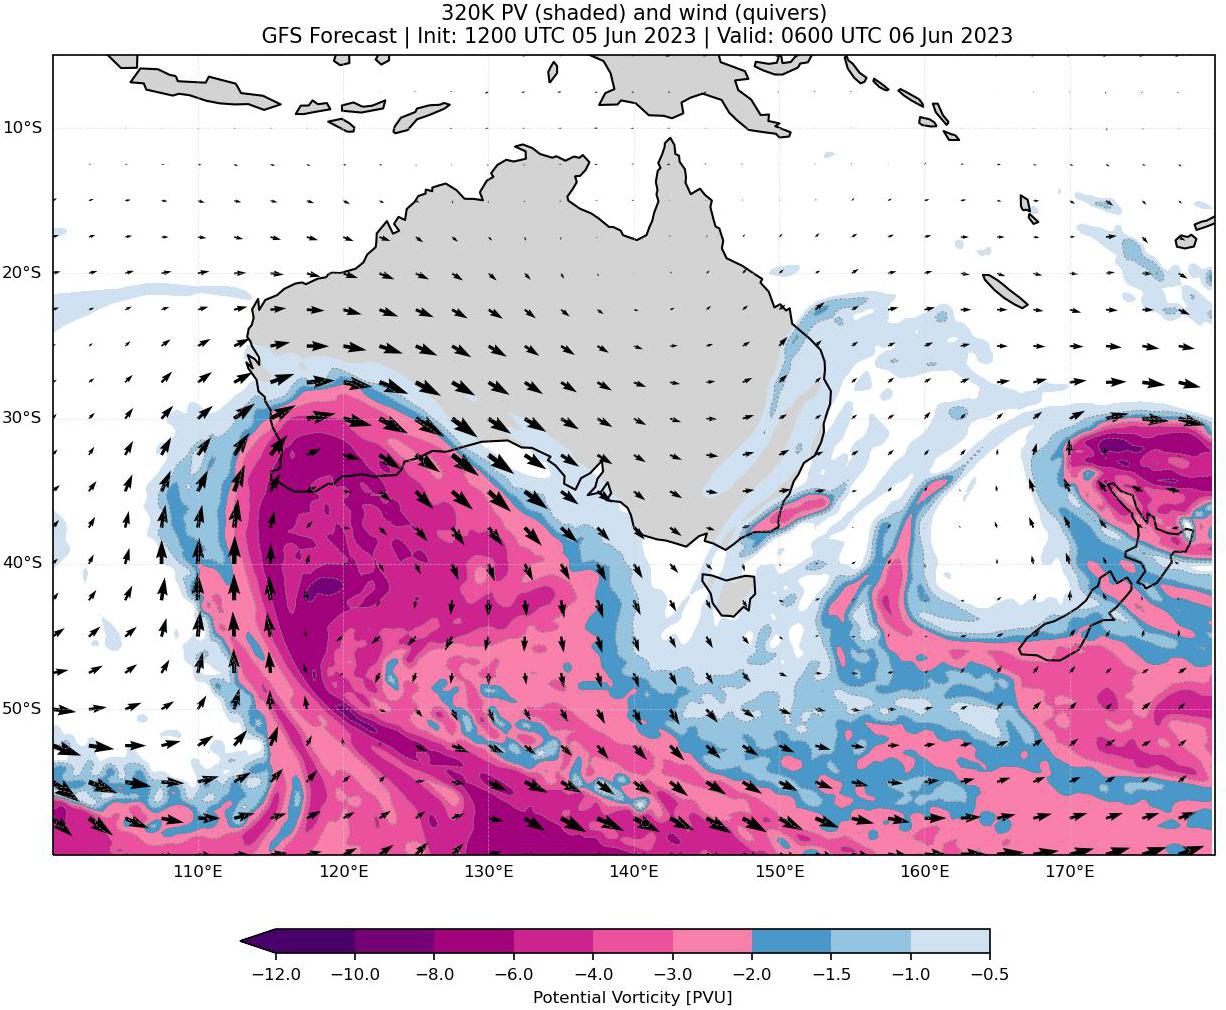 320K PV (shaded) and wind (quivers)
GFS Forecast | Init: 1200 UTC 05 Jun 2023 | Valid: 0600 UTC 06 Jun 2023
10°S
20°S
30°S
40°S
50°S
110°E 120°E 130°E 140°E 150°E 160°E 170°E
−12.0 −10.0 −8.0 −6.0 −4.0 −3.0 −2.0 −1.5 −1.0 −0.5
Potential Vorticity [PVU]